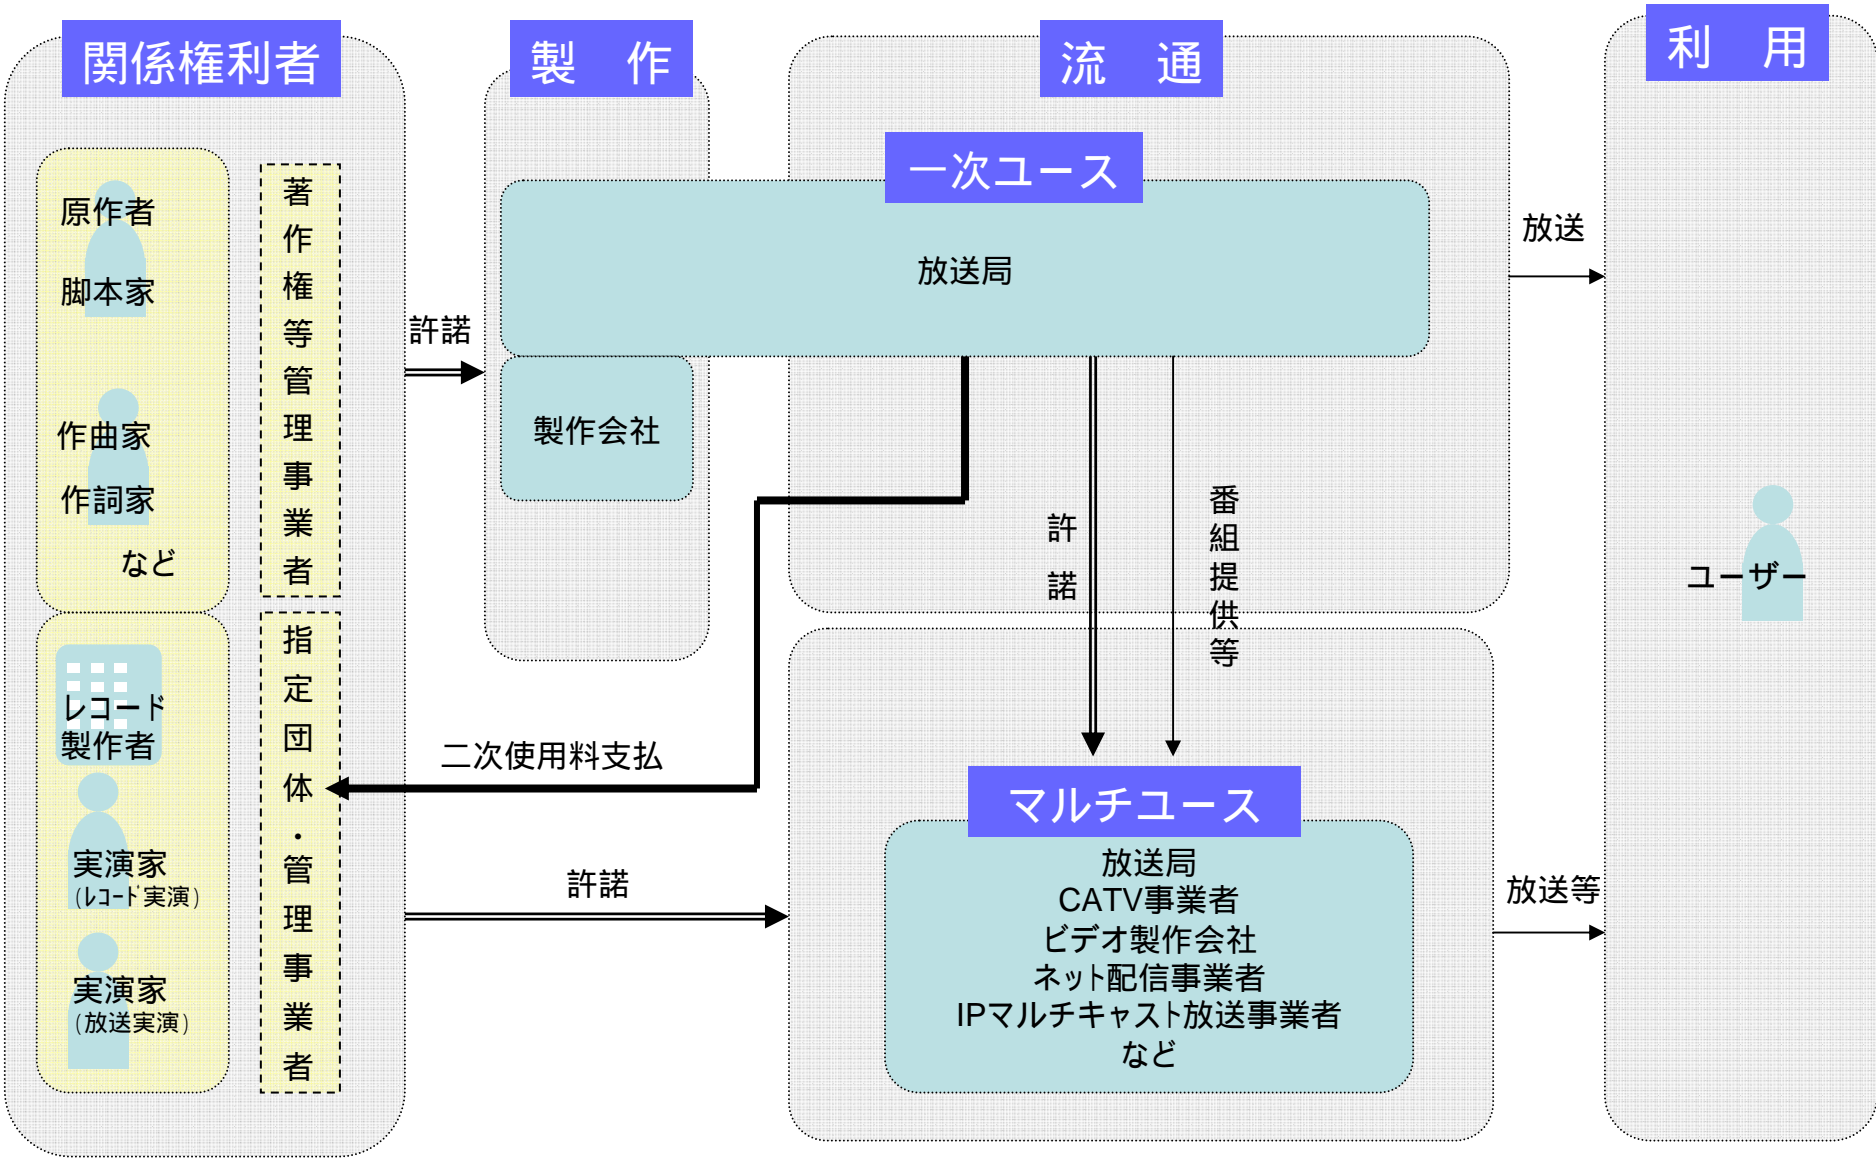 関係権利者
原作者
脚本家
作曲家
作詞家
など
著作権等管理事業者
レコード
製作者
実演家
(レコード実演)
実演家
(放送実演)
指定団体・管理事業者
許諾
製　作
流　通
一次ユース
放送局
製作会社
許諾
番組提供等
二次使用料支払
許諾
マルチユース
放送局
CATV事業者
ビデオ製作会社
ネット配信事業者
IPマルチキャスト放送事業者
など
放送
放送等
利　用
ユーザー